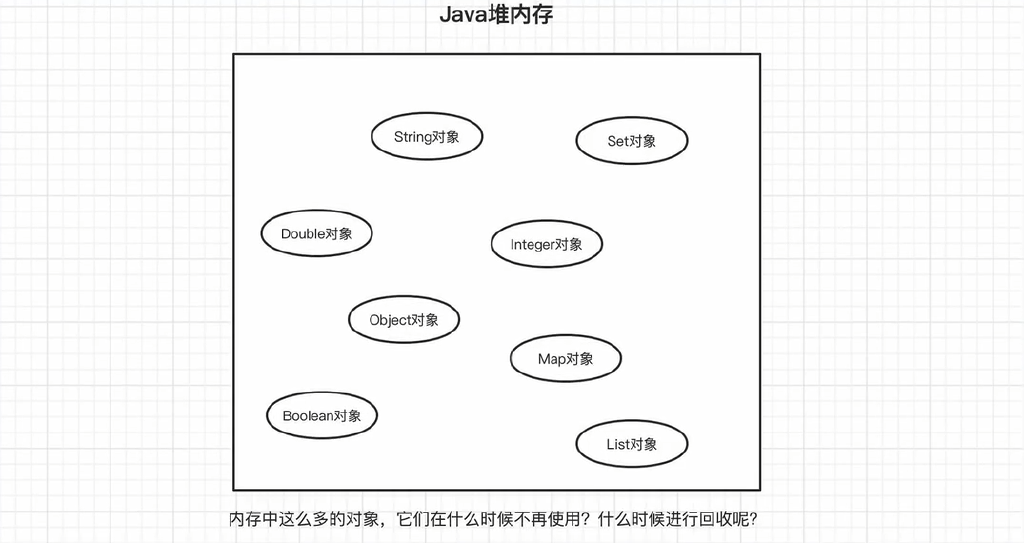 Java堆内存
String对象
Set对象
Double对象
Integer对象
Object对象
Map对象
Boolean对象
List对象
内存中这么多的对象，它们在什么时候不再使用？什么时候进行回收呢？